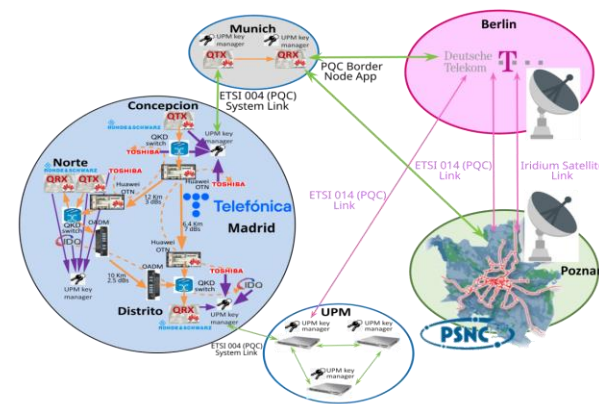 Munich
UPM key
manager
UPM key
manager
QTX
QRX
PQC Border
Node App
Berlin
Deutsche
Telekom
T
ETSI 004 (PQC)
System Link
Concepcion
QTX
ROHDE&SCHWARZ
QKD
switch
UPM key
manager
TOSHIBA
Norte
ROHDE&SCHWARZ
TOSHIBA
QRX
QTX
Huawei
OTN
TOSHIBA
12 Km
3 dBs
Telefónica
Madrid
6,4 Km
7 dBs
QKD
switch
OADM
IDQ
Huawei
OTN
UPM key
manager
10 Km
2.5 dBs
OADM
TOSHIBA
QKD
switch
IDQ
Distrito
QRX
UPM key
manager
ROHDE&SCHWARZ
ETSI 004 (PQC)
System Link
ETSI 014 (PQC)
Link
ETSI 014 (PQC)
Link
Iridium Satellite
Link
Poznan
PSNC
UPM
UPM key
manager
UPM key
manager
UPM key
manager